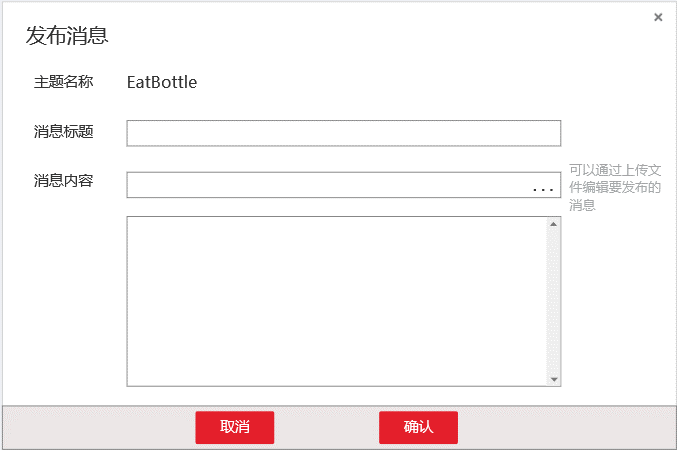 发布消息
×
主题名称 EatBottle
消息标题
消息内容
...
可以通过上传文
件编辑要发布的
消息
取消 确认